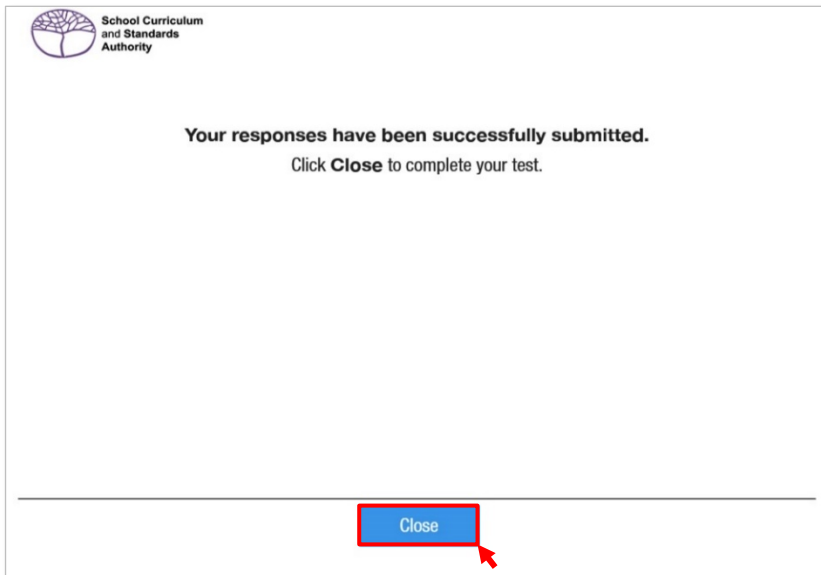 School Curriculum
and Standards
Authority
Your responses have been successfully submitted.
Click Close to complete your test.
Close